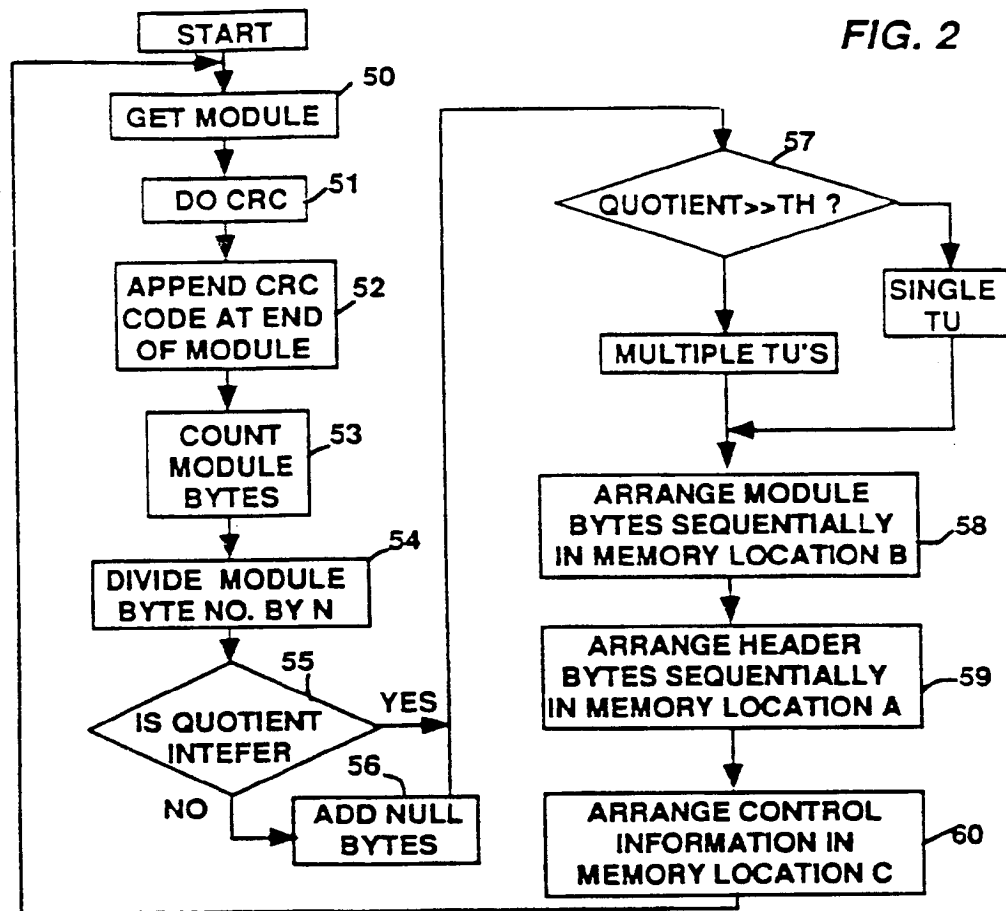 FIG. 2
START
50
GET MODULE
51
DO CRC
52
APPEND CRC
CODE AT END
OF MODULE
53
COUNT
MODULE
BYTES
54
DIVIDE MODULE
BYTE NO. BY N
55
IS QUOTIENT
INTEFER
YES
NO
56
ADD NULL
BYTES
57
QUOTIENT>>TH ?
SINGLE
TU
MULTIPLE TU'S
ARRANGE MODULE
BYTES SEQUENTIALLY
IN MEMORY LOCATION B
58
ARRANGE HEADER
BYTES SEQUENTIALLY
IN MEMORY LOCATION A
59
ARRANGE CONTROL
INFORMATION IN
MEMORY LOCATION C
60